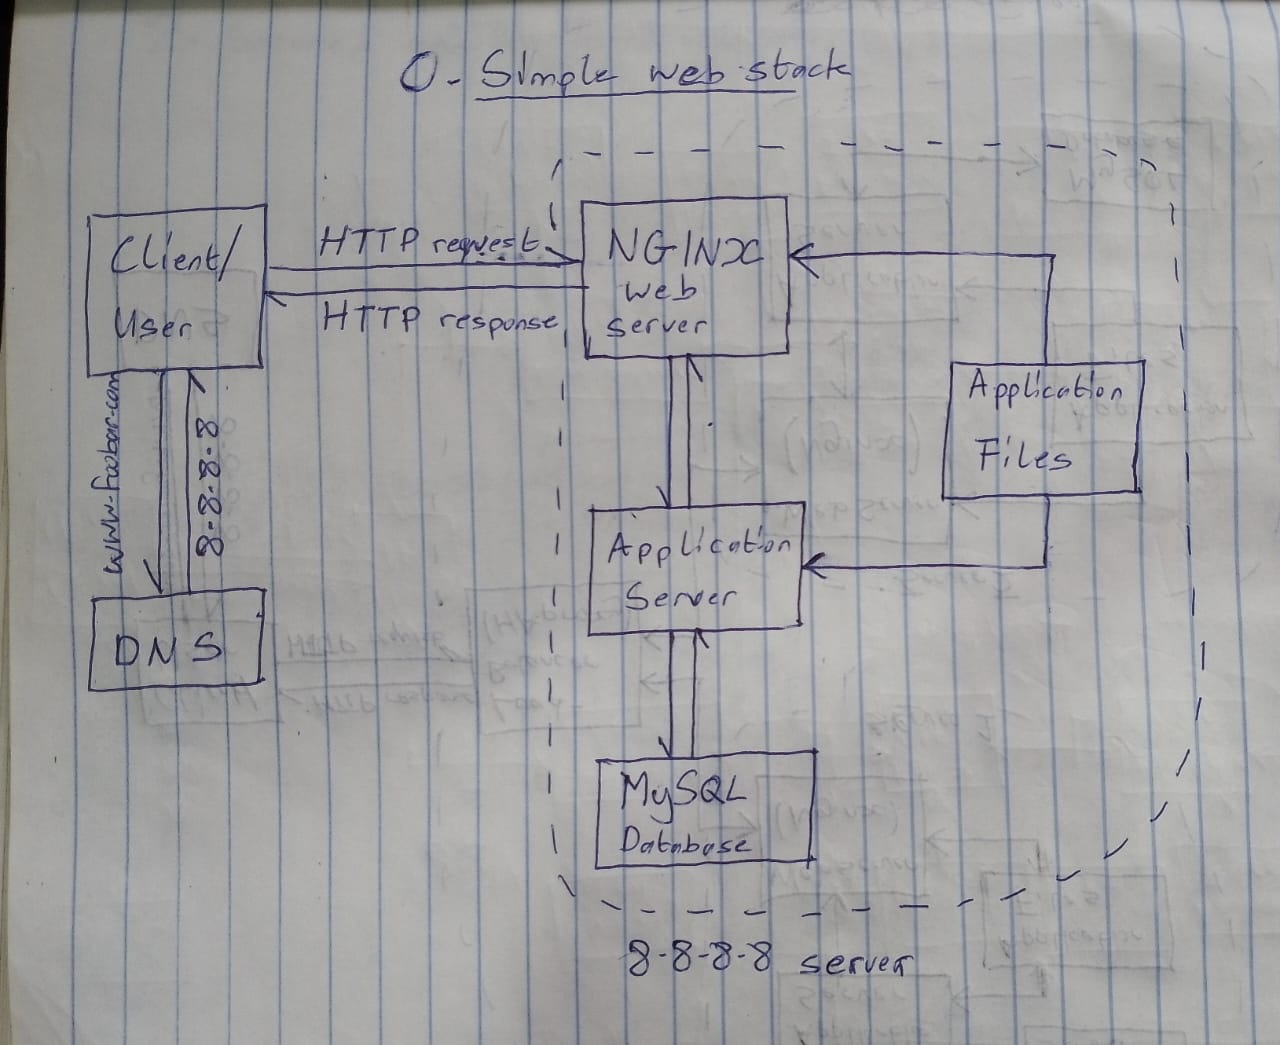 0- Simple web stack
Client/
User
HTTP request
HTTP response
NGINX
web
server
Application
Files
www.foobar.com
8.8.8.8
Application
Server
DNS
MySQL
Database
8.8.8.8 server